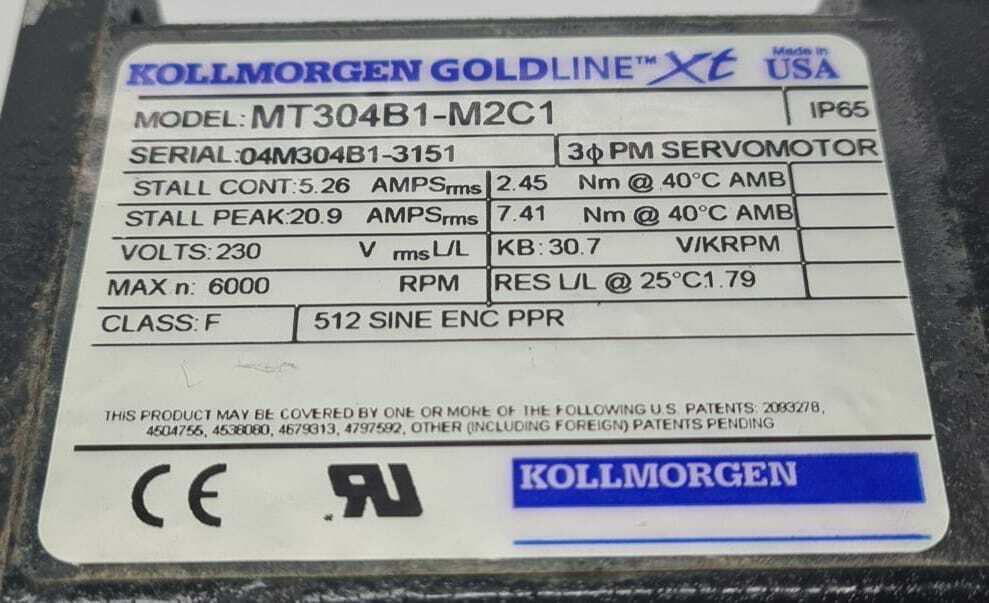 KOLLMORGEN GOLDLINE™ Xt Made in USA
MODEL: MT304B1-M2C1 IP65
SERIAL:04M304B1-3151 3ϕ PM SERVOMOTOR
STALL CONT:5.26 AMPSrms 2.45 Nm @ 40°C AMB
STALL PEAK:20.9 AMPSrms 7.41 Nm @ 40°C AMB
VOLTS: 230 V rmsL/L KB: 30.7 V/KRPM
MAX n: 6000 RPM RES L/L @ 25°C1.79
CLASS: F 512 SINE ENC PPR
THIS PRODUCT MAY BE COVERED BY ONE OR MORE OF THE FOLLOWING U.S. PATENTS: 2093278,
4504755, 4538080, 4679313, 4797592, OTHER (INCLUDING FOREIGN) PATENTS PENDING
CE RU KOLLMORGEN